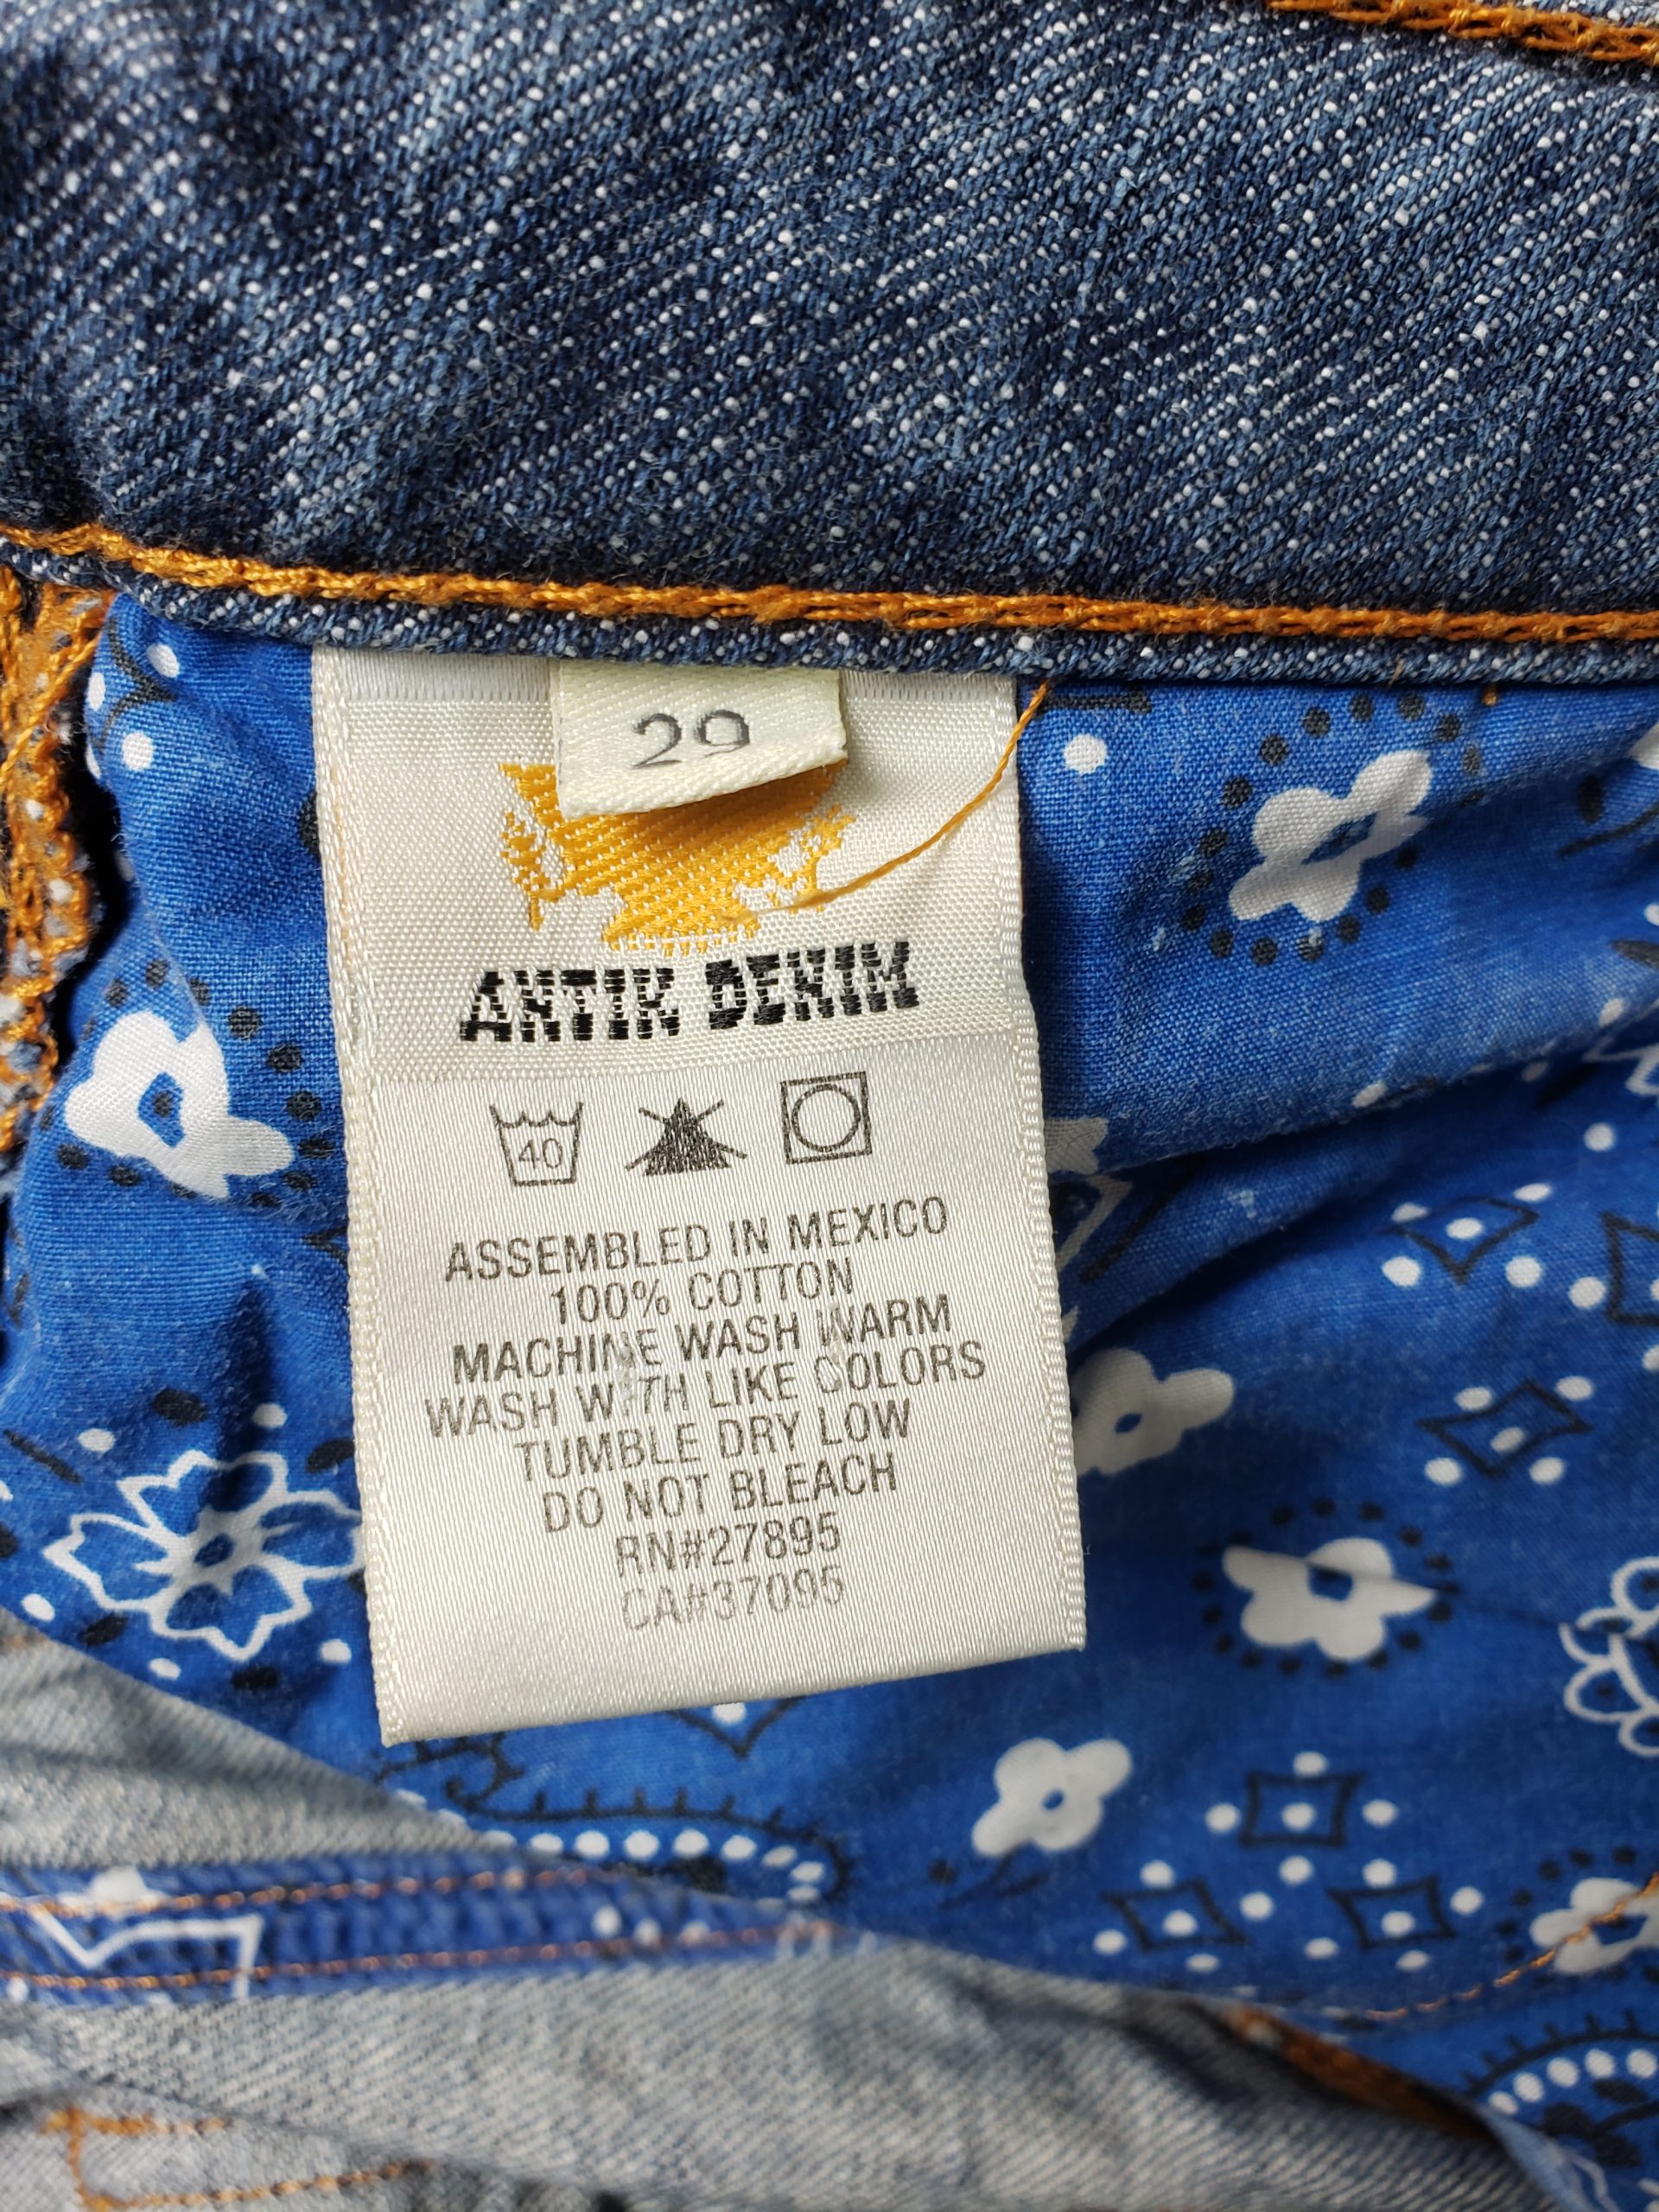 29
ANTIK DENIM
40
ASSEMBLED IN MEXICO
100% COTTON
MACHINE WASH WARM
WASH WITH LIKE COLORS
TUMBLE DRY LOW
DO NOT BLEACH
RN#27895
CA#37095